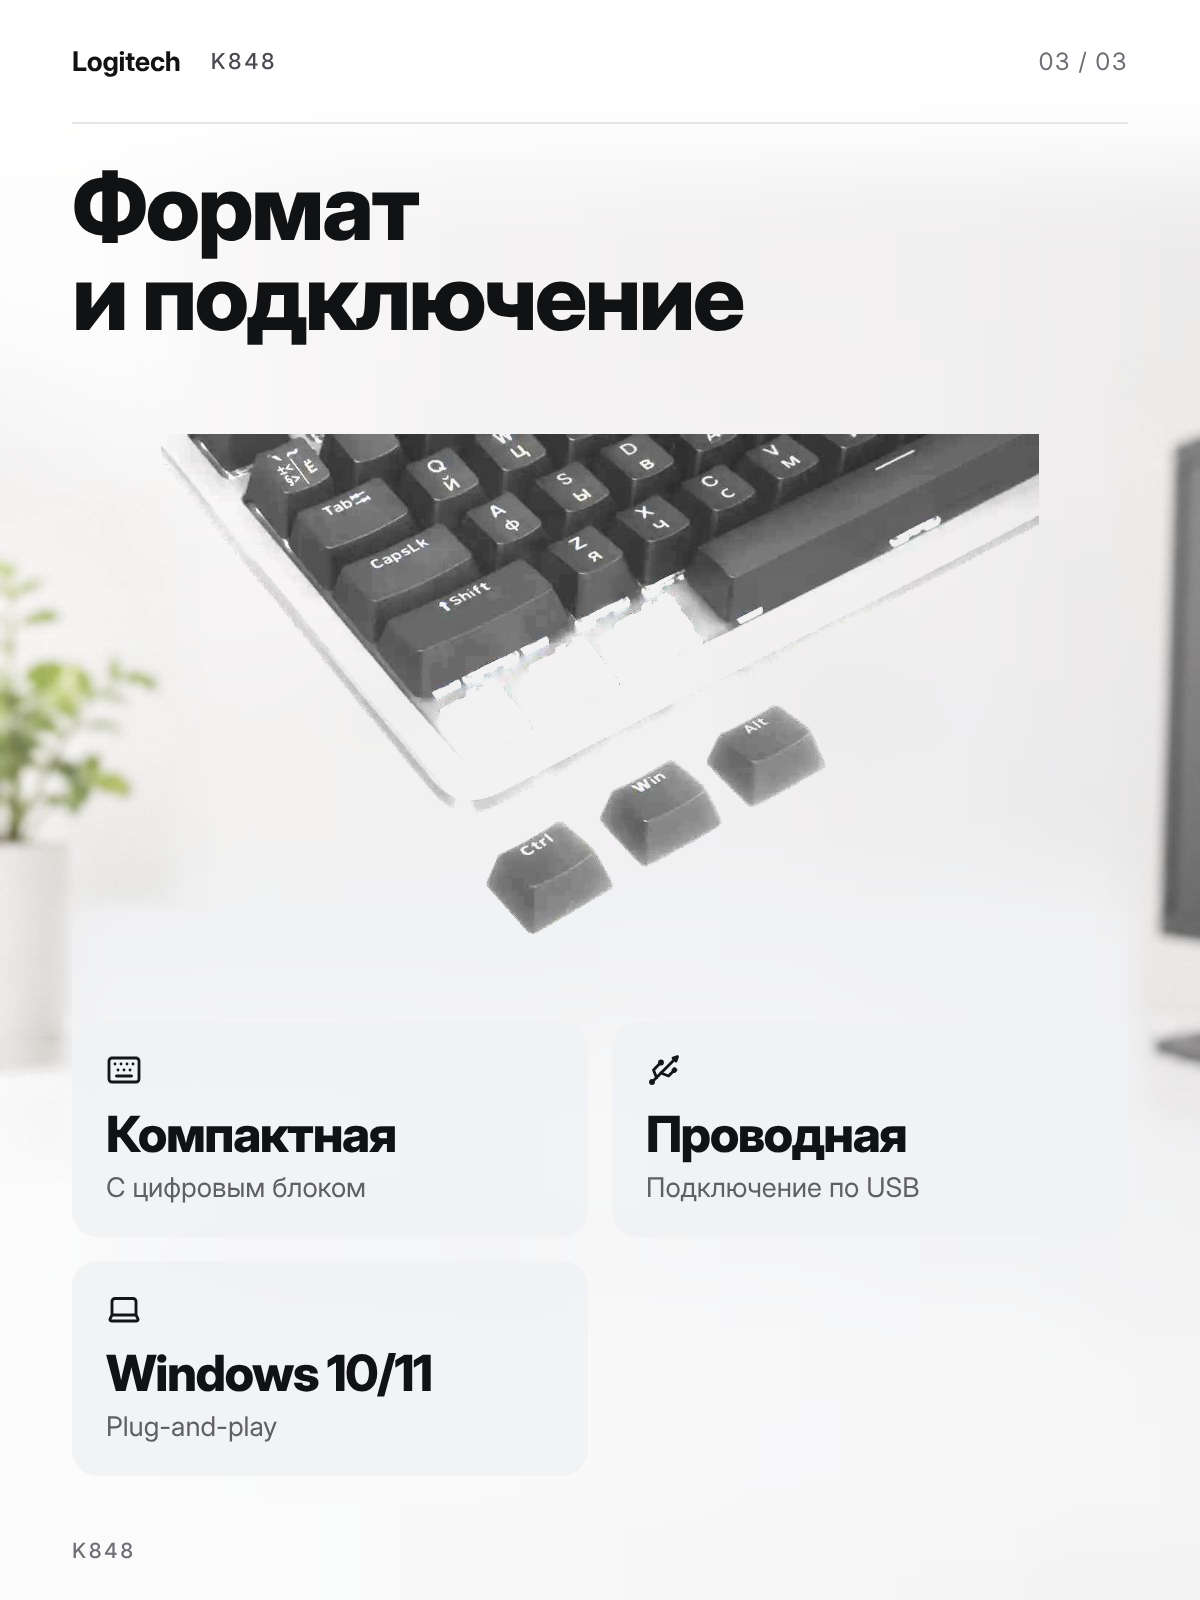 Logitech K848
03 / 03
Формат
и подключение
Q Й
W Ц
Tab
A Ф
S Ы
D В
CapsLk
Z Я
X Ч
C С
V М
Shift
Alt
Win
Ctrl
Компактная
С цифровым блоком
Проводная
Подключение по USB
Windows 10/11
Plug-and-play
K848